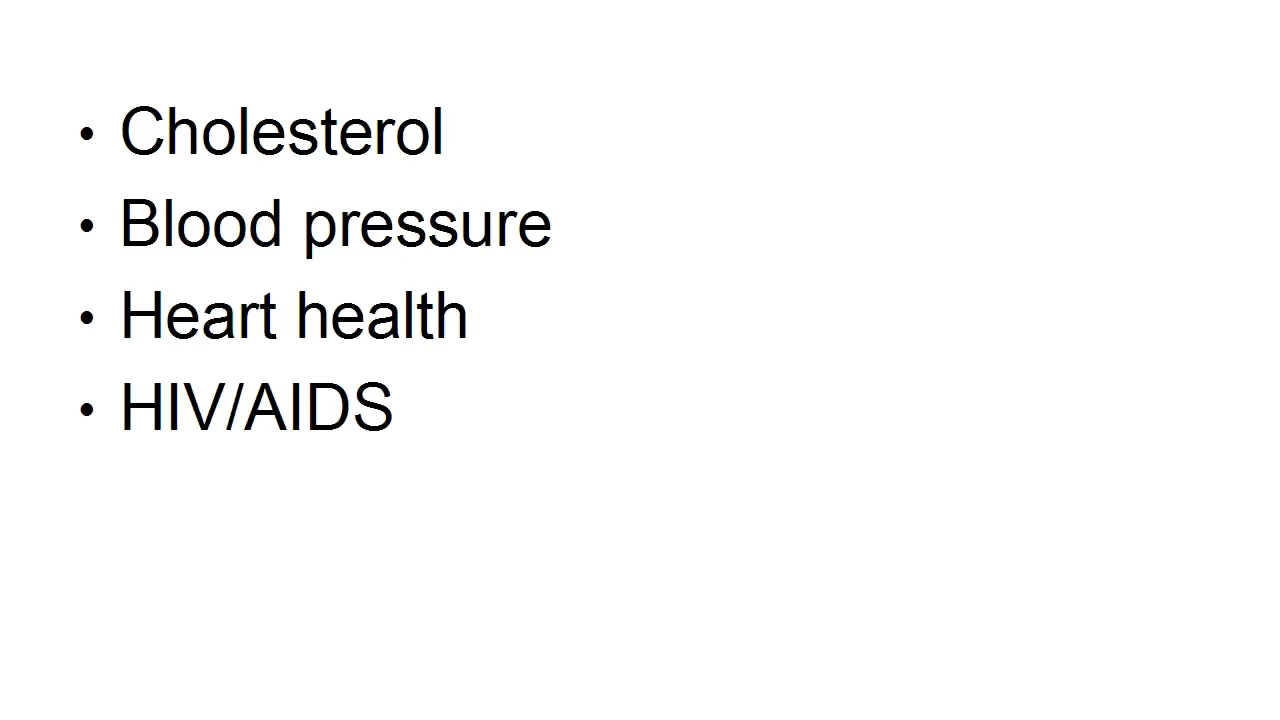 • Cholesterol
• Blood pressure
• Heart health
• HIV/AIDS